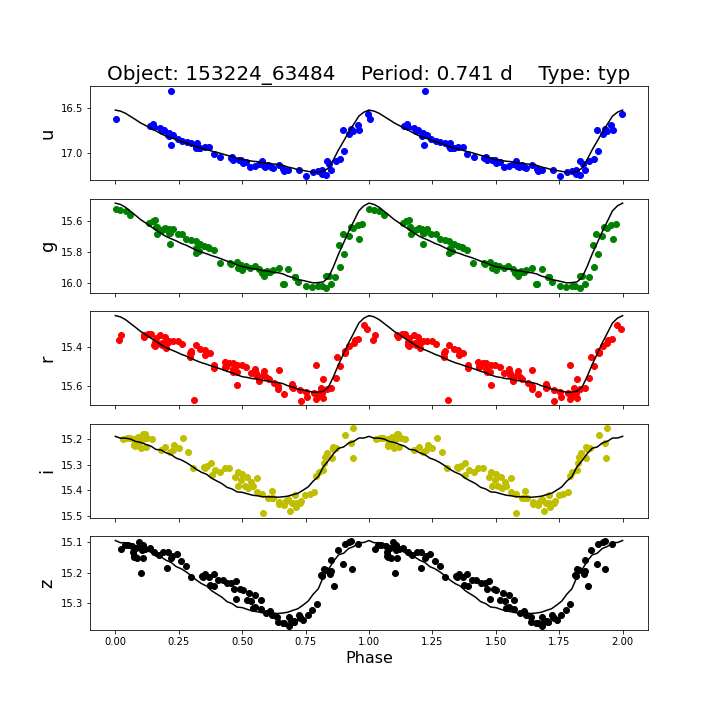 Object: 153224_63484    Period: 0.741 d    Type: typ
u
16.5
17.0
g
15.6
15.8
16.0
r
15.4
15.6
i
15.2
15.3
15.4
15.5
z
15.1
15.2
15.3
0.00 0.25 0.50 0.75 1.00 1.25 1.50 1.75 2.00
Phase